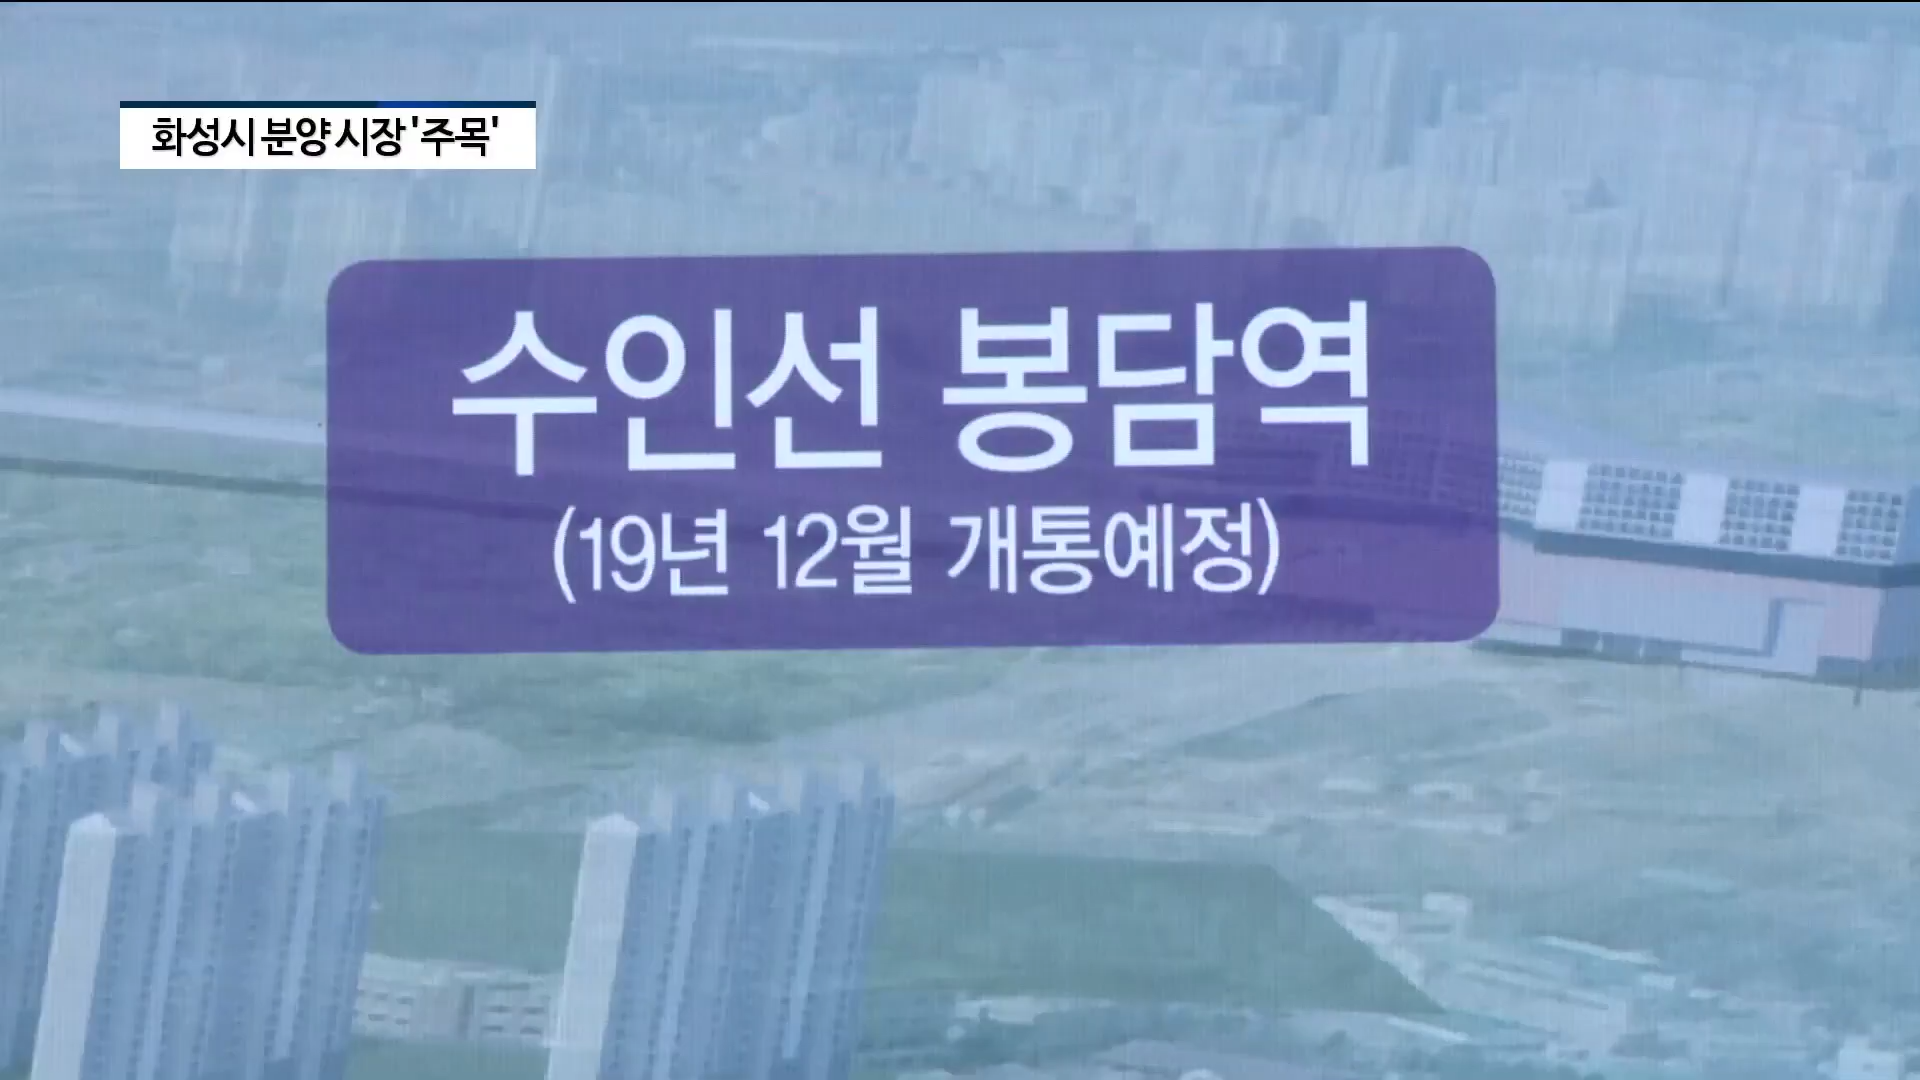 화성시 분양 시장 '주목'
수인선 봉담역
(19년 12월 개통예정)